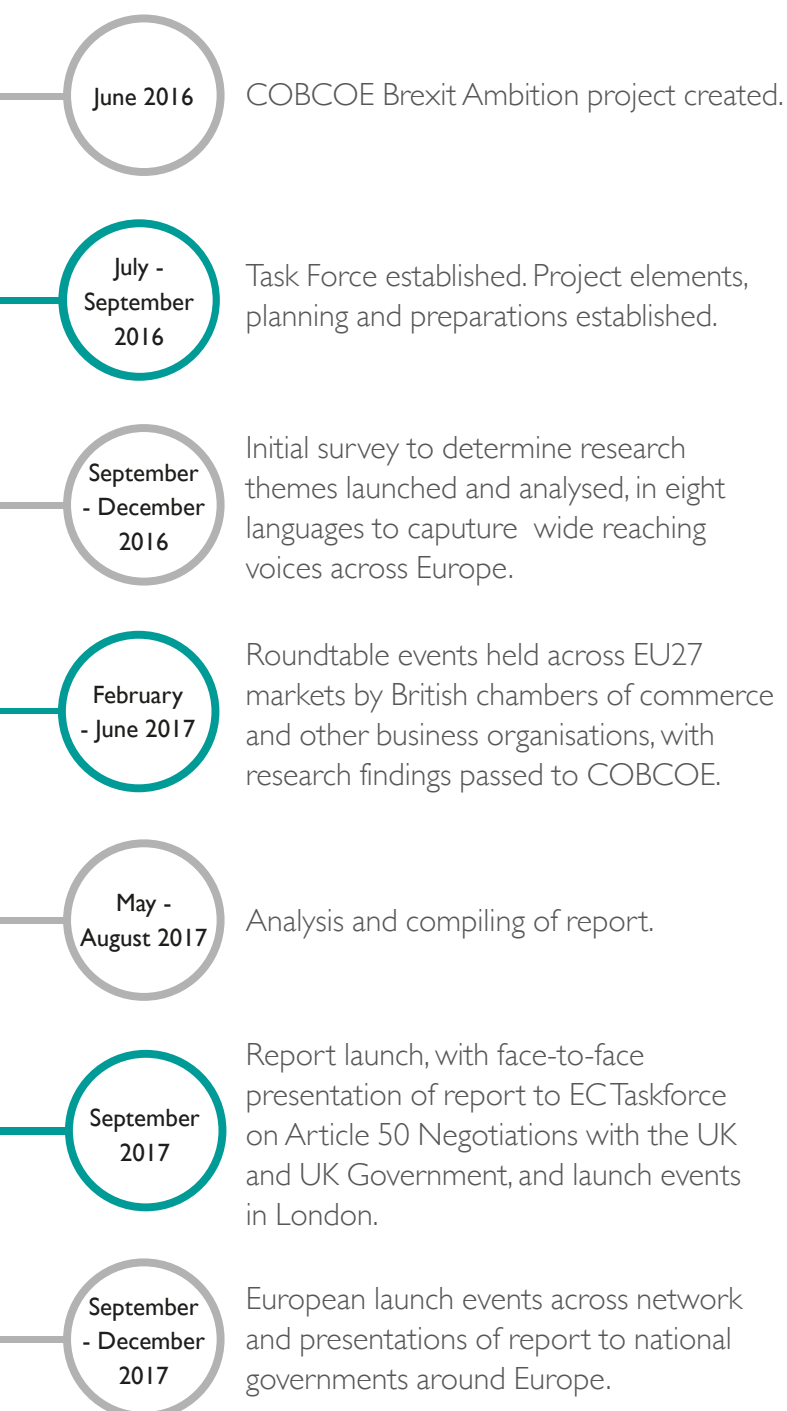 June 2016
COBCOE Brexit Ambition project created.
July -
September
2016
Task Force established. Project elements,
planning and preparations established.
September
- December
2016
Initial survey to determine research
themes launched and analysed, in eight
languages to caputure  wide reaching
voices across Europe.
February
- June 2017
Roundtable events held across EU27
markets by British chambers of commerce
and other business organisations, with
research findings passed to COBCOE.
May -
August 2017
Analysis and compiling of report.
September
2017
Report launch, with face-to-face
presentation of report to EC Taskforce
on Article 50 Negotiations with the UK
and UK Government, and launch events
in London.
September
- December
2017
European launch events across network
and presentations of report to national
governments around Europe.